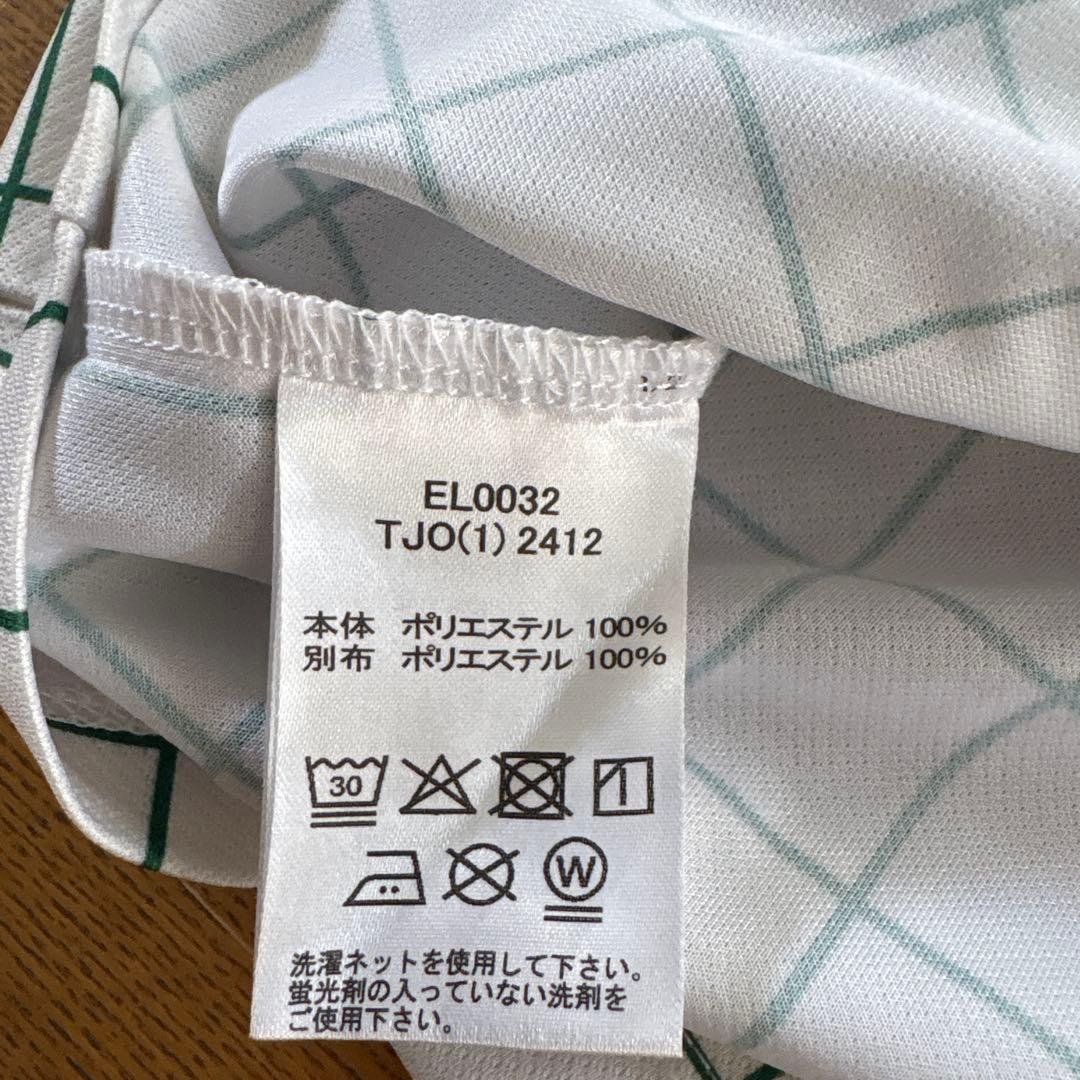 EL0032
TJO(1) 2412
本体 ポリエステル 100%
別布 ポリエステル 100%
30
W
洗濯ネットを使用して下さい。
蛍光剤の入っていない洗剤を
ご使用下さい。